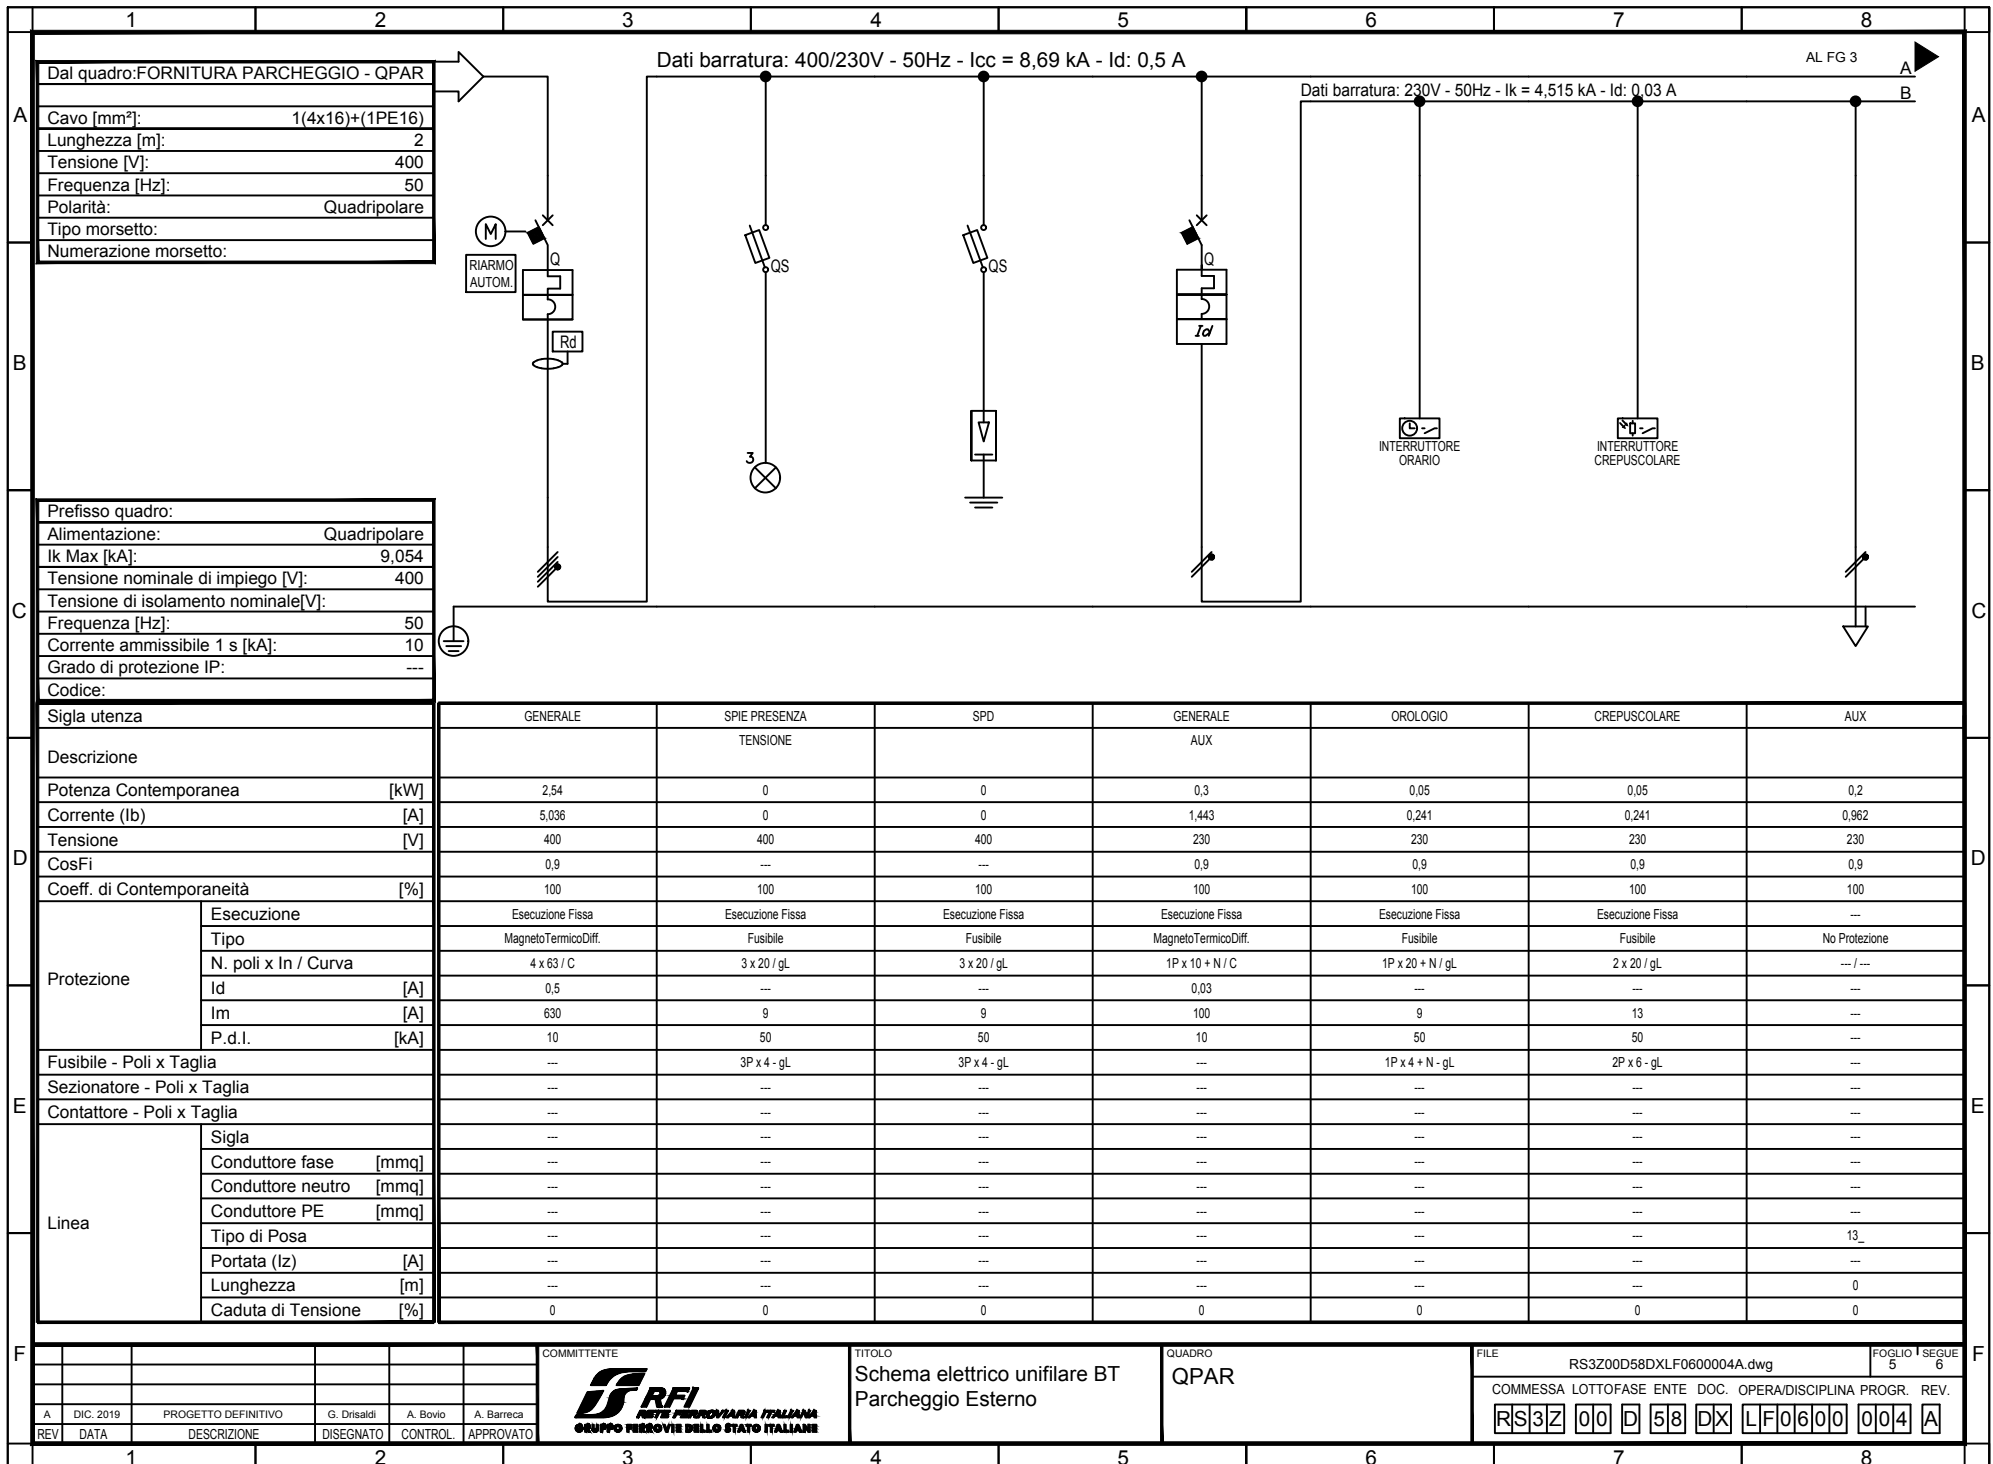 1 2 3 4 5 6 7 8
Dati barratura: 400/230V - 50Hz - Icc = 8,69 kA - Id: 0,5 A
AL FG 3
A
Dati barratura: 230V - 50Hz - Ik = 4,515 kA - Id: 0,03 A
B
Dal quadro:FORNITURA PARCHEGGIO - QPAR
Cavo [mm²]: 1(4x16)+(1PE16)
Lunghezza [m]: 2
Tensione [V]: 400
Frequenza [Hz]: 50
Polarità: Quadripolare
Tipo morsetto:
Numerazione morsetto:
A A
M
RIARMO
AUTOM.
Q
Rd
QS
3
QS
Q
Id
INTERRUTTORE
ORARIO
INTERRUTTORE
CREPUSCOLARE
B B
Prefisso quadro:
Alimentazione: Quadripolare
Ik Max [kA]: 9,054
Tensione nominale di impiego [V]: 400
Tensione di isolamento nominale[V]:
Frequenza [Hz]: 50
Corrente ammissibile 1 s [kA]: 10
Grado di protezione IP: ---
Codice:
C C
Sigla utenza GENERALE SPIE PRESENZA SPD GENERALE OROLOGIO CREPUSCOLARE AUX
Descrizione TENSIONE AUX
Potenza Contemporanea [kW] 2,54 0 0 0,3 0,05 0,05 0,2
Corrente (Ib) [A] 5,036 0 0 1,443 0,241 0,241 0,962
Tensione [V] 400 400 400 230 230 230 230
CosFi 0,9 --- --- 0,9 0,9 0,9 0,9
Coeff. di Contemporaneità [%] 100 100 100 100 100 100 100
D D
Protezione
Esecuzione Esecuzione Fissa Esecuzione Fissa Esecuzione Fissa Esecuzione Fissa Esecuzione Fissa Esecuzione Fissa ---
Tipo MagnetoTermicoDiff. Fusibile Fusibile MagnetoTermicoDiff. Fusibile Fusibile No Protezione
N. poli x In / Curva 4 x 63 / C 3 x 20 / gL 3 x 20 / gL 1P x 10 + N / C 1P x 20 + N / gL 2 x 20 / gL --- / ---
Id [A] 0,5 --- --- 0,03 --- --- ---
Im [A] 630 9 9 100 9 13 ---
P.d.I. [kA] 10 50 50 10 50 50 ---
Fusibile - Poli x Taglia --- 3P x 4 - gL 3P x 4 - gL --- 1P x 4 + N - gL 2P x 6 - gL ---
Sezionatore - Poli x Taglia --- --- --- --- --- --- ---
Contattore - Poli x Taglia --- --- --- --- --- --- ---
E E
Linea
Sigla --- --- --- --- --- --- ---
Conduttore fase [mmq] --- --- --- --- --- --- ---
Conduttore neutro [mmq] --- --- --- --- --- --- ---
Conduttore PE [mmq] --- --- --- --- --- --- ---
Tipo di Posa --- --- --- --- --- --- 13_
Portata (Iz) [A] --- --- --- --- --- --- ---
Lunghezza [m] --- --- --- --- --- --- 0
Caduta di Tensione [%] 0 0 0 0 0 0 0
F F
A DIC. 2019 PROGETTO DEFINITIVO G. Drisaldi A. Bovio A. Barreca
REV DATA DESCRIZIONE DISEGNATO CONTROL. APPROVATO
COMMITTENTE
RFI
RETE FERROVIARIA ITALIANA
GRUPPO FERROVIE DELLO STATO ITALIANE
TITOLO
Schema elettrico unifilare BT
Parcheggio Esterno
QUADRO
QPAR
FILE
RS3Z00D58DXLF0600004A.dwg
FOGLIO SEGUE
5 6
COMMESSA LOTTO FASE ENTE DOC. OPERA/DISCIPLINA PROGR. REV.
RS3Z 00 D 58 DX LF0600 004 A
1 2 3 4 5 6 7 8